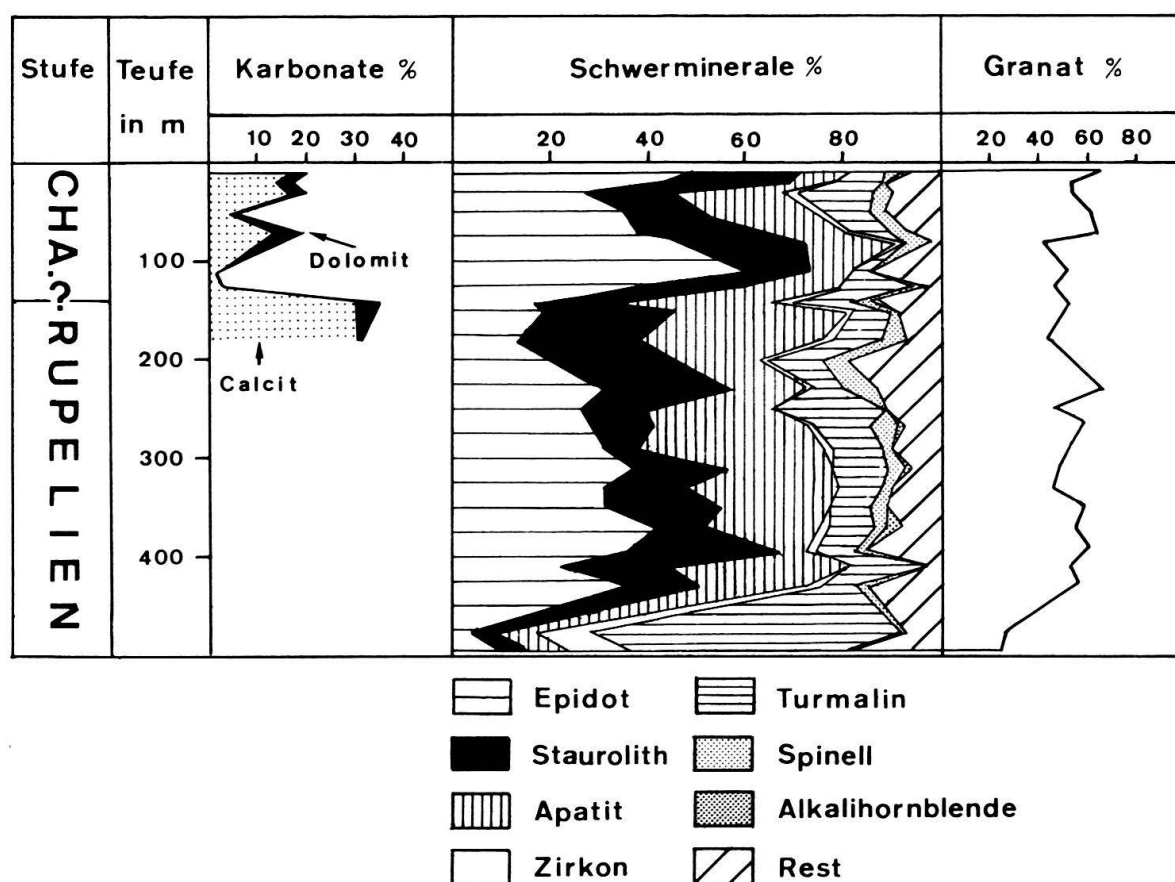 Stufe
Teufe
in m
Karbonate %
10 20 30 40
Schwerminerale %
20 40 60 80
Granat %
20 40 60 80
CHA.?
RUPELIEN
100
200
300
400
Dolomit
Calcit
Epidot
Staurolith
Apatit
Zirkon
Turmalin
Spinell
Alkalihornblende
Rest